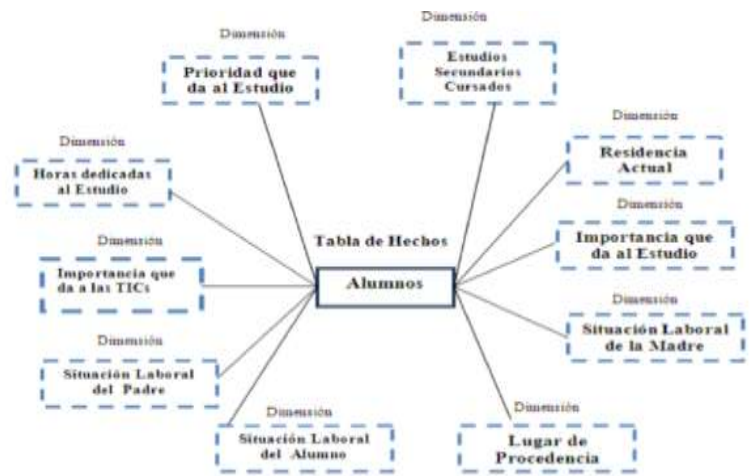 Dimensión
Prioridad que
da al Estudio
Dimensión
Estudios
Secundarios
Cursados
Dimensión
Horas dedicadas
al Estudio
Dimensión
Residencia
Actual
Dimensión
Importancia que
da a las TICs
Tabla de Hechos
Alumnos
Dimensión
Importancia que
da al Estudio
Dimensión
Situación Laboral
del Padre
Dimensión
Situación Laboral
de la Madre
Dimensión
Situación Laboral
del Alumno
Dimensión
Lugar de
Procedencia